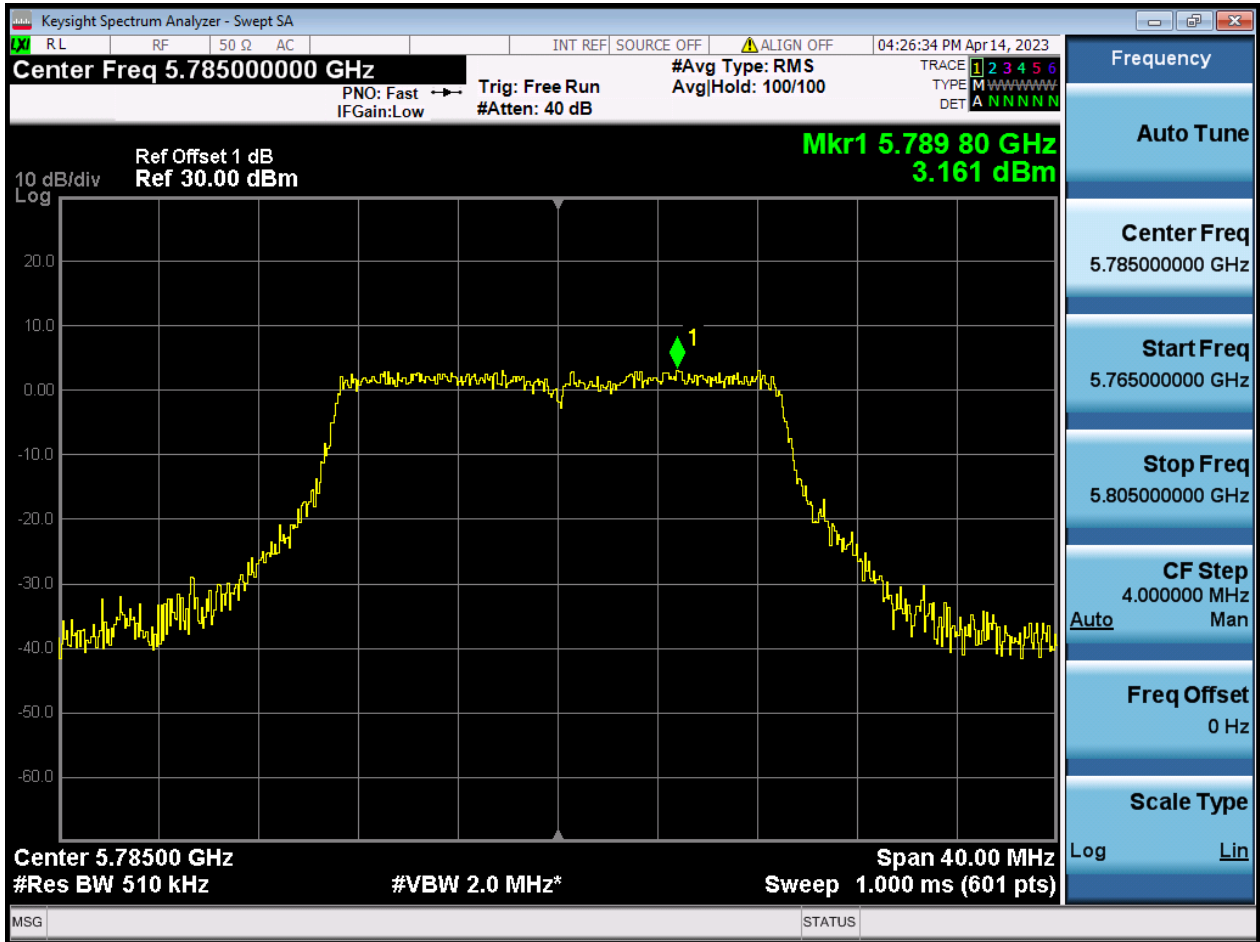 Keysight Spectrum Analyzer - Swept SA
LXI RL RF 50 Ω AC INT REF SOURCE OFF ALIGN OFF 04:26:34 PM Apr 14, 2023
Center Freq 5.785000000 GHz
PNO: Fast
IFGain:Low
Trig: Free Run
#Atten: 40 dB
#Avg Type: RMS
Avg|Hold: 100/100
TRACE 1 2 3 4 5 6
TYPE M WWWWW
DET A N N N N N
Mkr1 5.789 80 GHz
3.161 dBm
Ref Offset 1 dB
10 dB/div Ref 30.00 dBm
Log
20.0
10.0
0.00
-10.0
-20.0
-30.0
-40.0
-50.0
-60.0
1
Center 5.78500 GHz Span 40.00 MHz
#Res BW 510 kHz #VBW 2.0 MHz* Sweep 1.000 ms (601 pts)
MSG STATUS
Frequency
Auto Tune
Center Freq
5.785000000 GHz
Start Freq
5.765000000 GHz
Stop Freq
5.805000000 GHz
CF Step
4.000000 MHz
Auto Man
Freq Offset
0 Hz
Scale Type
Log Lin